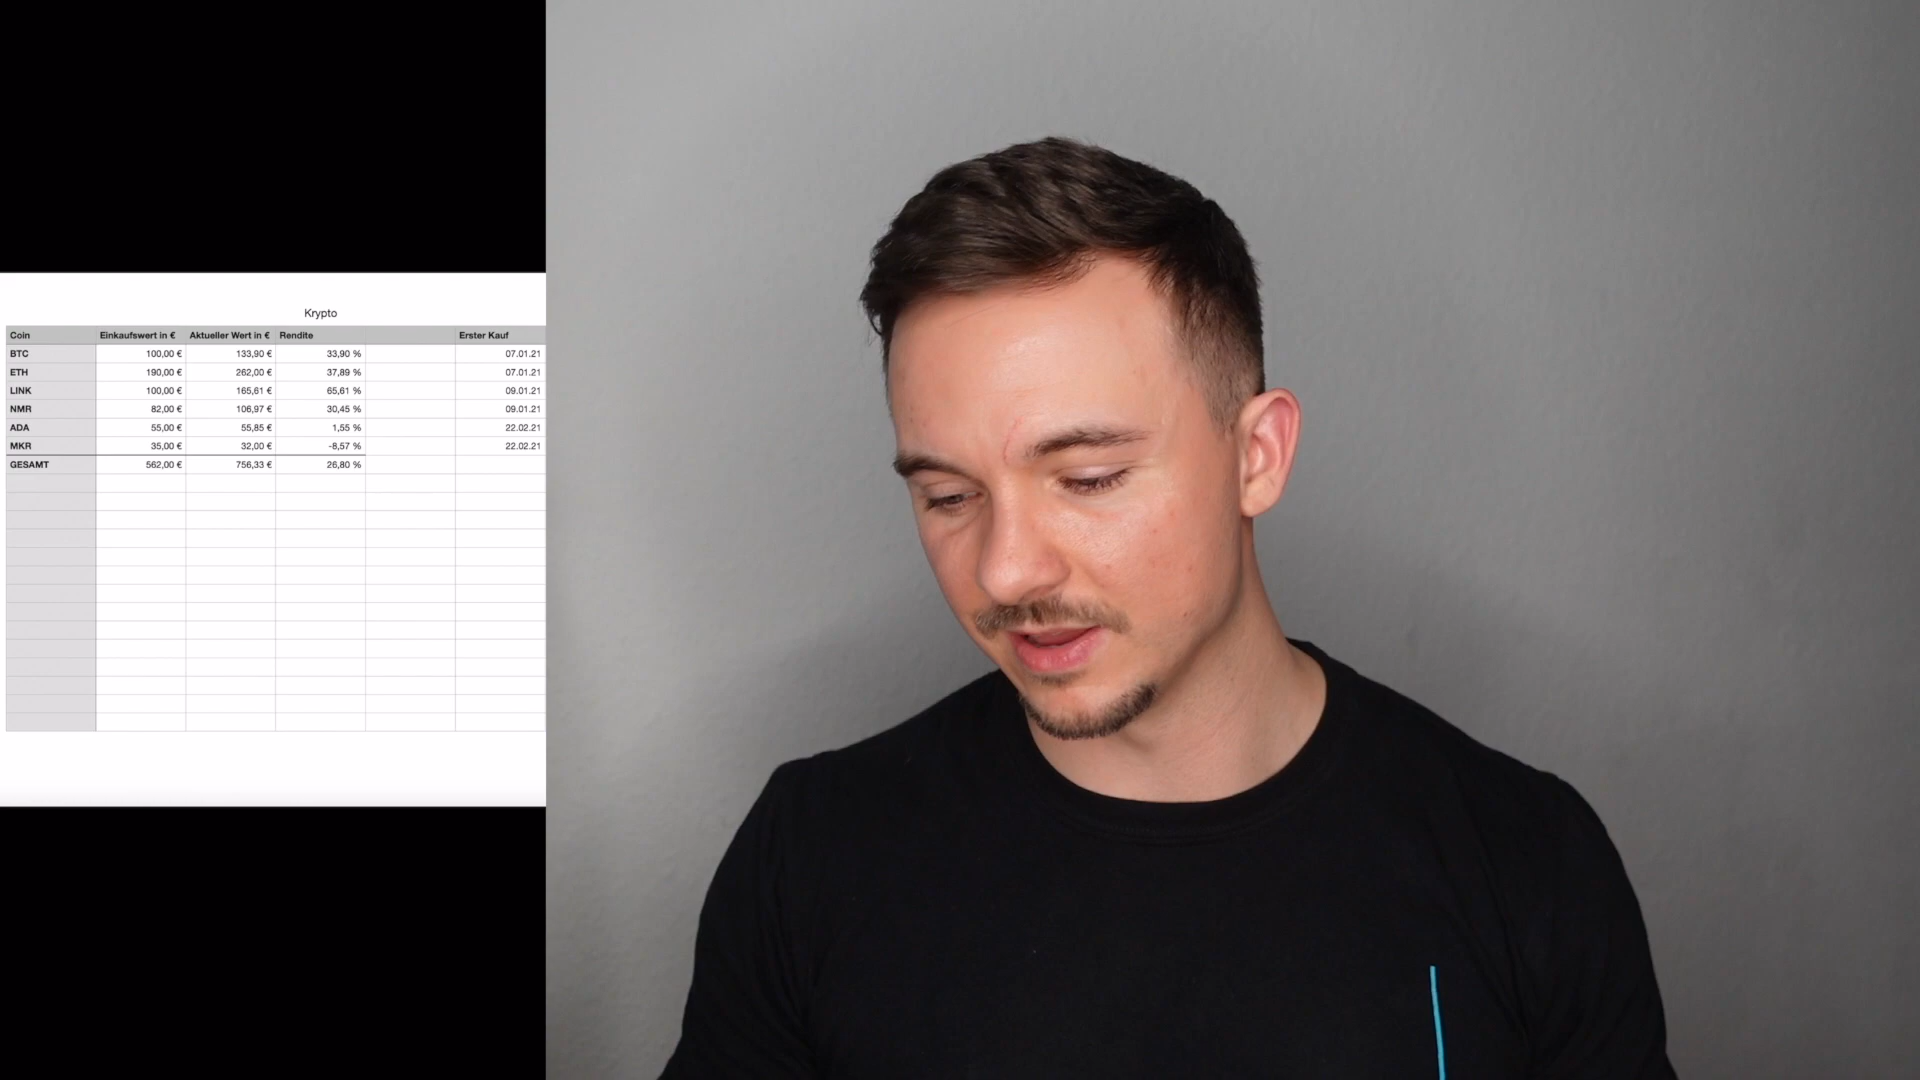 Krypto
Coin Einkaufswert in € Aktueller Wert in € Rendite Erster Kauf
BTC 100,00 € 133,90 € 33,90 % 07.01.21
ETH 190,00 € 262,00 € 37,89 % 07.01.21
LINK 100,00 € 165,61 € 65,61 % 09.01.21
NMR 82,00 € 106,97 € 30,45 % 09.01.21
ADA 55,00 € 55,85 € 1,55 % 22.02.21
MKR 35,00 € 32,00 € -8,57 % 22.02.21
GESAMT 562,00 € 756,33 € 26,80 %